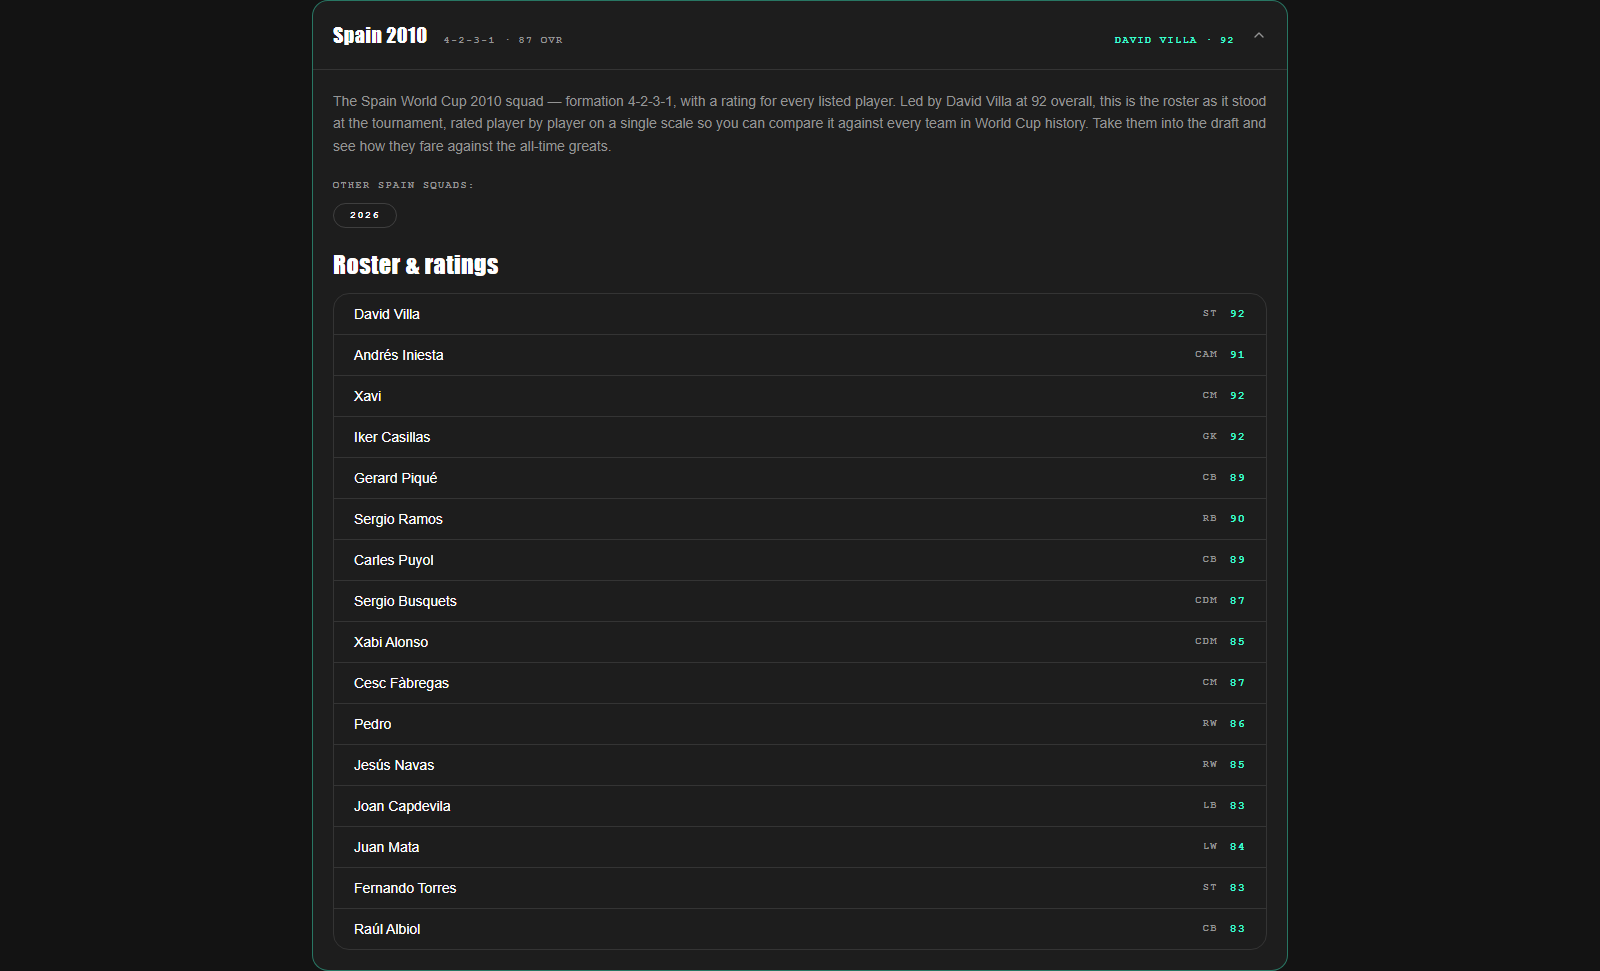 Spain 2010 4-2-3-1 · 87 OVR DAVID VILLA · 92
The Spain World Cup 2010 squad — formation 4-2-3-1, with a rating for every listed player. Led by David Villa at 92 overall, this is the roster as it stood
at the tournament, rated player by player on a single scale so you can compare it against every team in World Cup history. Take them into the draft and
see how they fare against the all-time greats.
OTHER SPAIN SQUADS:
2026
Roster & ratings
David Villa ST 92
Andrés Iniesta CAM 91
Xavi CM 92
Iker Casillas GK 92
Gerard Piqué CB 89
Sergio Ramos RB 90
Carles Puyol CB 89
Sergio Busquets CDM 87
Xabi Alonso CDM 85
Cesc Fàbregas CM 87
Pedro RW 86
Jesús Navas RW 85
Joan Capdevila LB 83
Juan Mata LW 84
Fernando Torres ST 83
Raúl Albiol CB 83